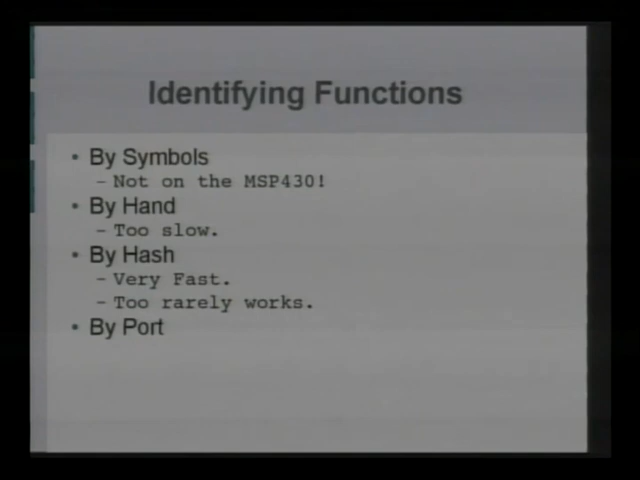 Identifying Functions
• By Symbols
– Not on the MSP430!
• By Hand
– Too slow.
• By Hash
– Very Fast.
– Too rarely works.
• By Port